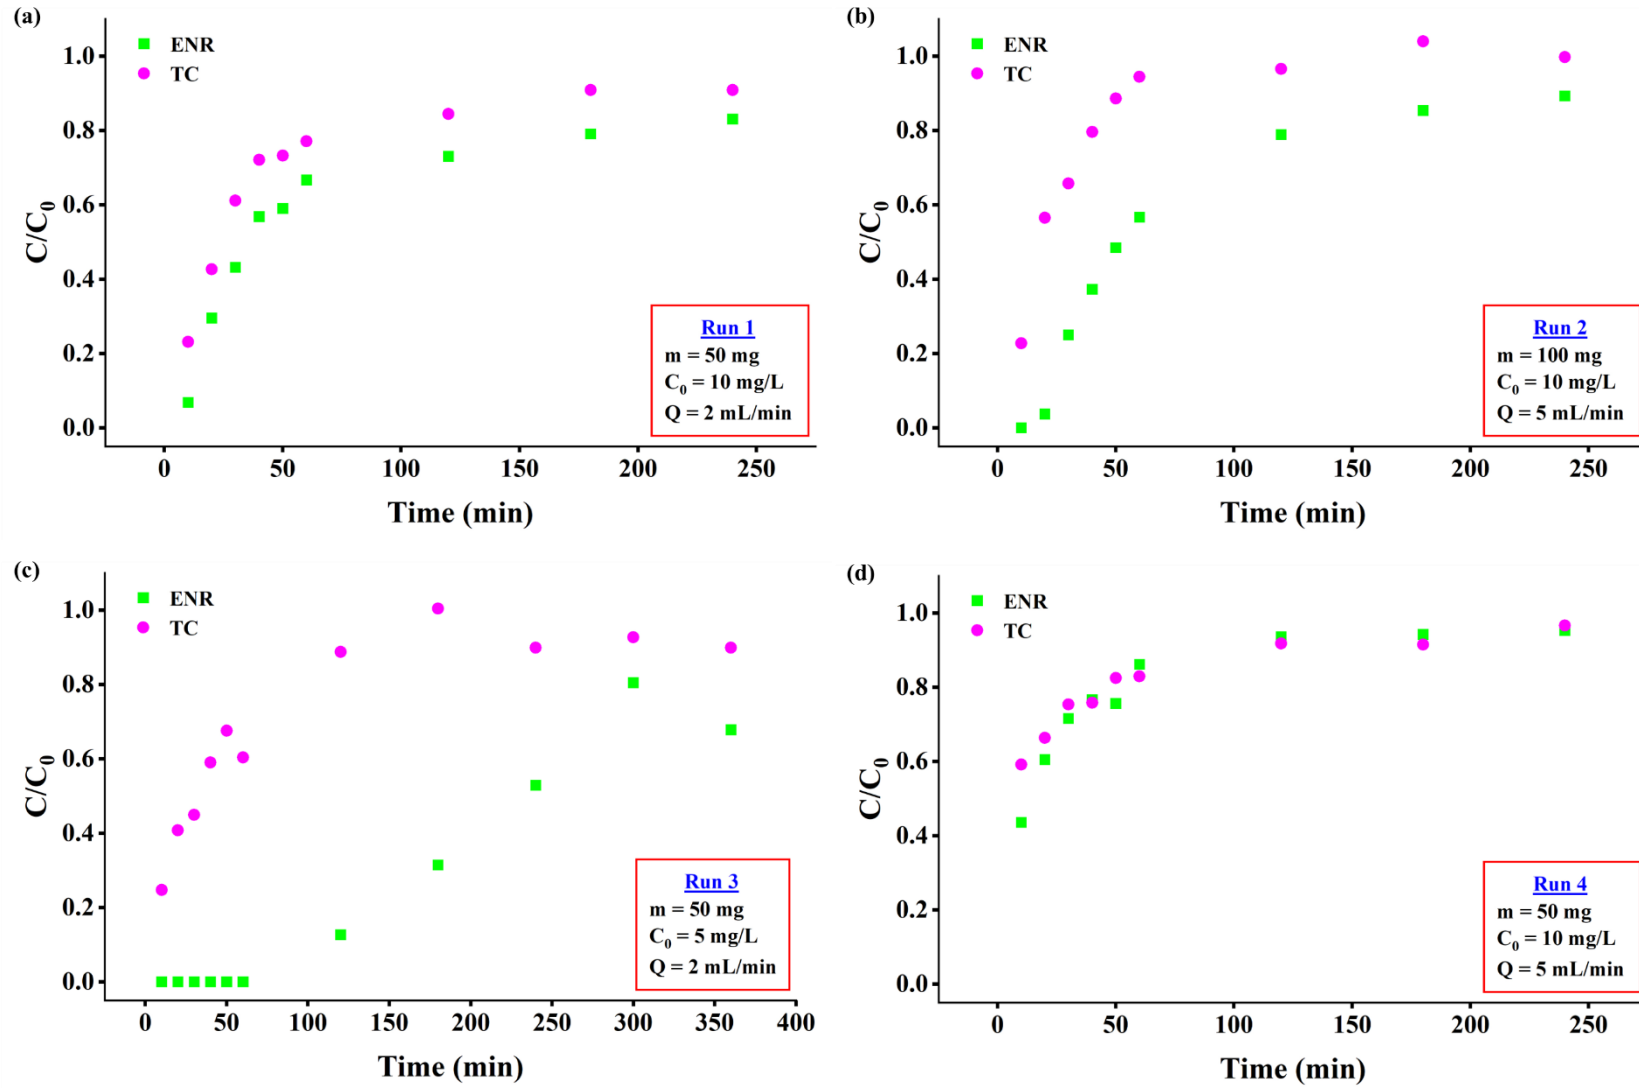 (a)
ENR
TC
1.0
0.8
0.6
0.4
0.2
0.0
C/C₀
0
50
100
150
200
250
Time (min)
Run 1
m = 50 mg
C₀ = 10 mg/L
Q = 2 mL/min
(b)
ENR
TC
1.0
0.8
0.6
0.4
0.2
0.0
C/C₀
0
50
100
150
200
250
Time (min)
Run 2
m = 100 mg
C₀ = 10 mg/L
Q = 5 mL/min
(c)
ENR
TC
1.0
0.8
0.6
0.4
0.2
0.0
C/C₀
0
50
100
150
200
250
300
350
400
Time (min)
Run 3
m = 50 mg
C₀ = 5 mg/L
Q = 2 mL/min
(d)
ENR
TC
1.0
0.8
0.6
0.4
0.2
0.0
C/C₀
0
50
100
150
200
250
Time (min)
Run 4
m = 50 mg
C₀ = 10 mg/L
Q = 5 mL/min